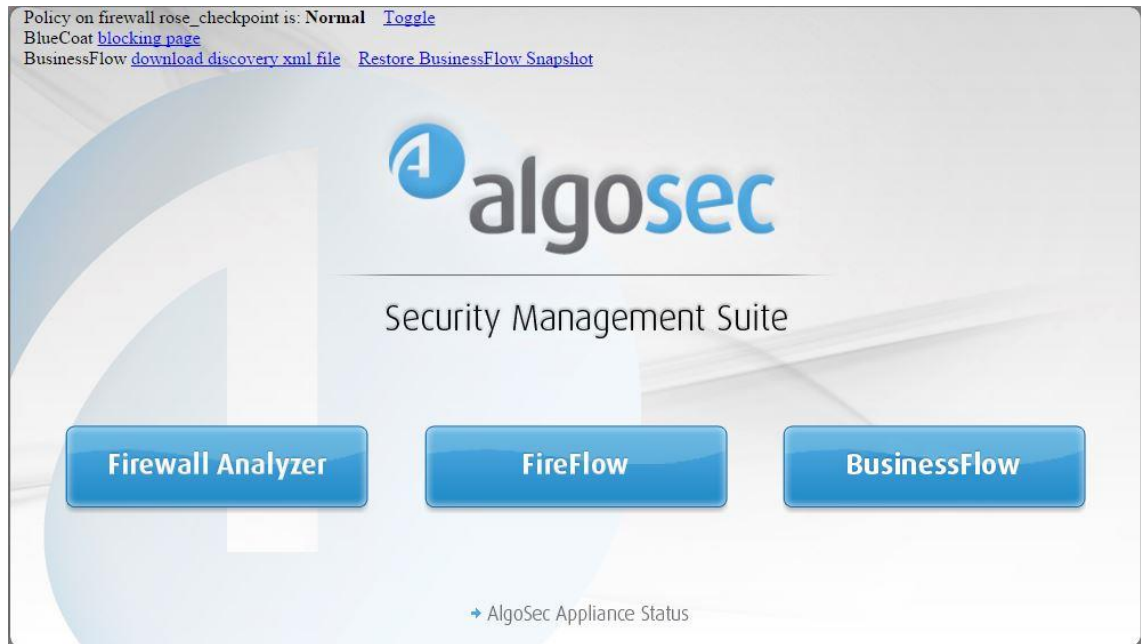 Policy on firewall rose_checkpoint is: Normal Toggle
BlueCoat blocking page
BusinessFlow download discovery xml file Restore BusinessFlow Snapshot
algosec
Security Management Suite
Firewall Analyzer
FireFlow
BusinessFlow
AlgoSec Appliance Status